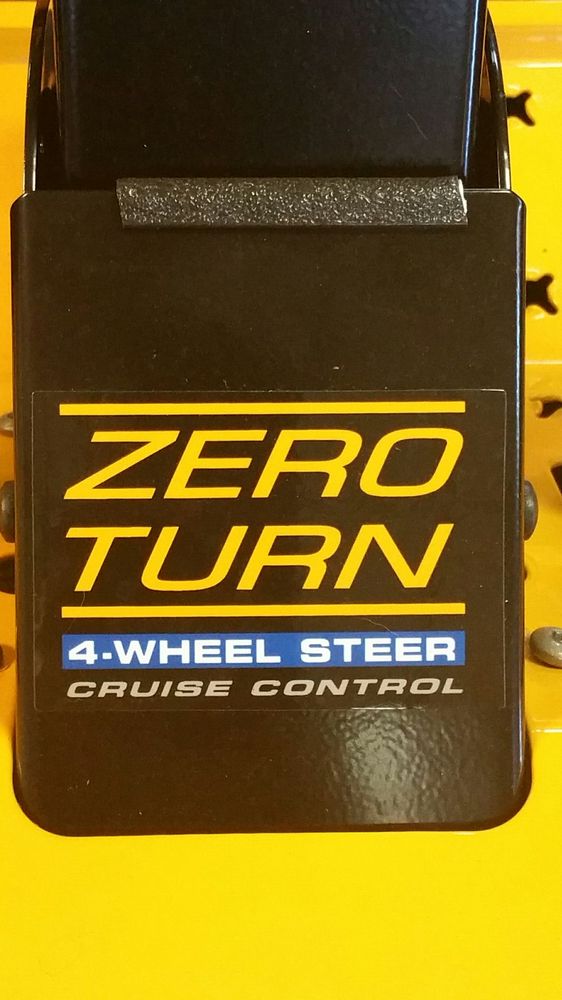 ZERO
TURN
4-WHEEL STEER
CRUISE CONTROL